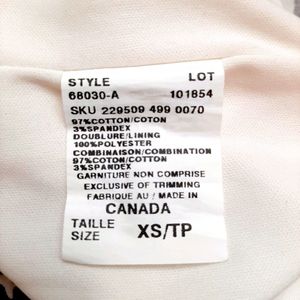 STYLE LOT
68030-A 101854
SKU 229509 499 0070
97%COTTON/COTON
3%SPANDEX
DOUBLURE/LINING
100%POLYESTER
COMBINAISON/COMBINATION
97%COTTON/COTON
3%SPANDEX
GARNITURE NON COMPRISE
EXCLUSIVE OF TRIMMING
FABRIQUE AU / MADE IN
CANADA
TAILLE
SIZE XS/TP